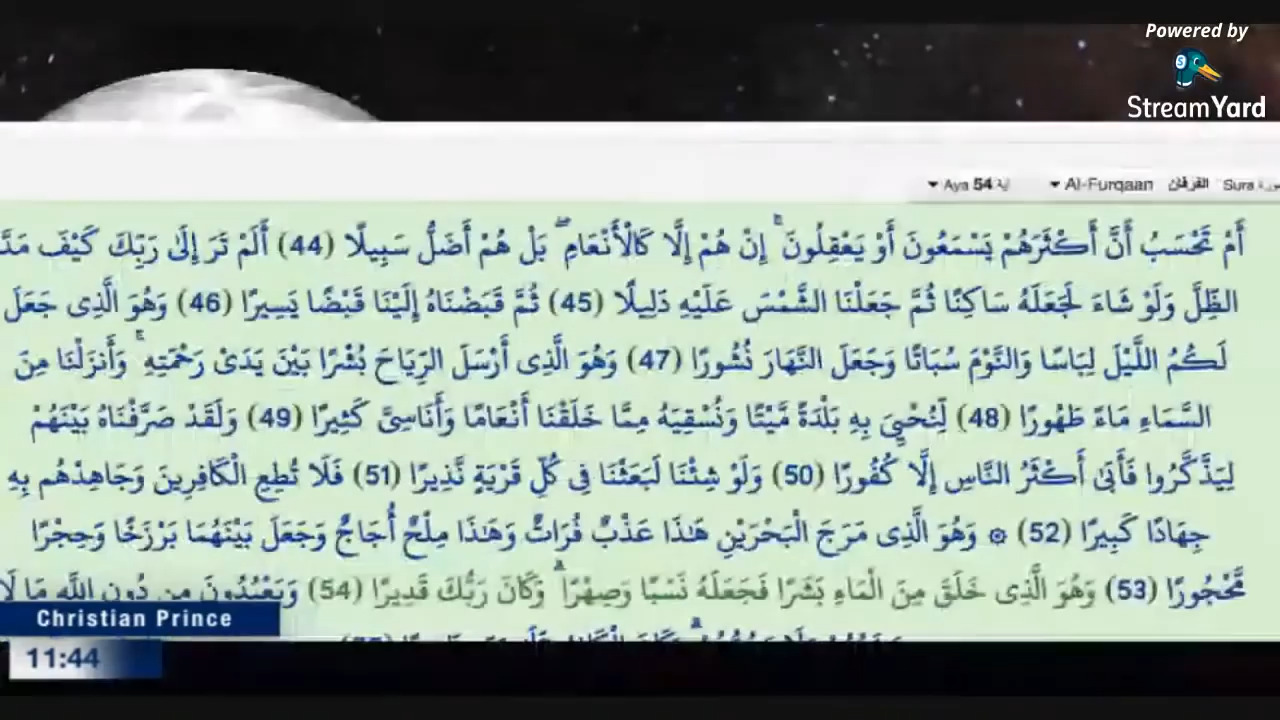 Powered by
StreamYard
Aya 54 آية
Al-Furqaan الفرقان Sura
أَمْ تَحْسَبُ أَنَّ أَكْثَرَهُمْ يَسْمَعُونَ أَوْ يَعْقِلُونَ ۚ إِنْ هُمْ إِلَّا كَالْأَنْعَامِ ۖ بَلْ هُمْ أَضَلُّ سَبِيلًا (44) أَلَمْ تَرَ إِلَىٰ رَبِّكَ كَيْفَ مَدَّ
الظِّلَّ وَلَوْ شَاءَ لَجَعَلَهُ سَاكِنًا ثُمَّ جَعَلْنَا الشَّمْسَ عَلَيْهِ دَلِيلًا (45) ثُمَّ قَبَضْنَاهُ إِلَيْنَا قَبْضًا يَسِيرًا (46) وَهُوَ الَّذِى جَعَلَ
لَكُمُ اللَّيْلَ لِبَاسًا وَالنَّوْمَ سُبَاتًا وَجَعَلَ النَّهَارَ نُشُورًا (47) وَهُوَ الَّذِى أَرْسَلَ الرِّيَاحَ بُشْرًا بَيْنَ يَدَىْ رَحْمَتِهِ ۚ وَأَنزَلْنَا مِنَ
السَّمَاءِ مَاءً طَهُورًا (48) لِّنُحْيِىَ بِهِ بَلْدَةً مَّيْتًا وَنُسْقِيَهُ مِمَّا خَلَقْنَا أَنْعَامًا وَأَنَاسِىَّ كَثِيرًا (49) وَلَقَدْ صَرَّفْنَاهُ بَيْنَهُمْ
لِيَذَّكَّرُوا فَأَبَىٰ أَكْثَرُ النَّاسِ إِلَّا كُفُورًا (50) وَلَوْ شِئْنَا لَبَعَثْنَا فِى كُلِّ قَرْيَةٍ نَّذِيرًا (51) فَلَا تُطِعِ الْكَافِرِينَ وَجَاهِدْهُم بِهِ
جِهَادًا كَبِيرًا (52) ۞ وَهُوَ الَّذِى مَرَجَ الْبَحْرَيْنِ هَٰذَا عَذْبٌ فُرَاتٌ وَهَٰذَا مِلْحٌ أُجَاجٌ وَجَعَلَ بَيْنَهُمَا بَرْزَخًا وَحِجْرًا
مَّحْجُورًا (53) وَهُوَ الَّذِى خَلَقَ مِنَ الْمَاءِ بَشَرًا فَجَعَلَهُ نَسَبًا وَصِهْرًا ۗ وَكَانَ رَبُّكَ قَدِيرًا (54) وَيَعْبُدُونَ مِن دُونِ اللَّهِ مَا لَا
Christian Prince
11:44